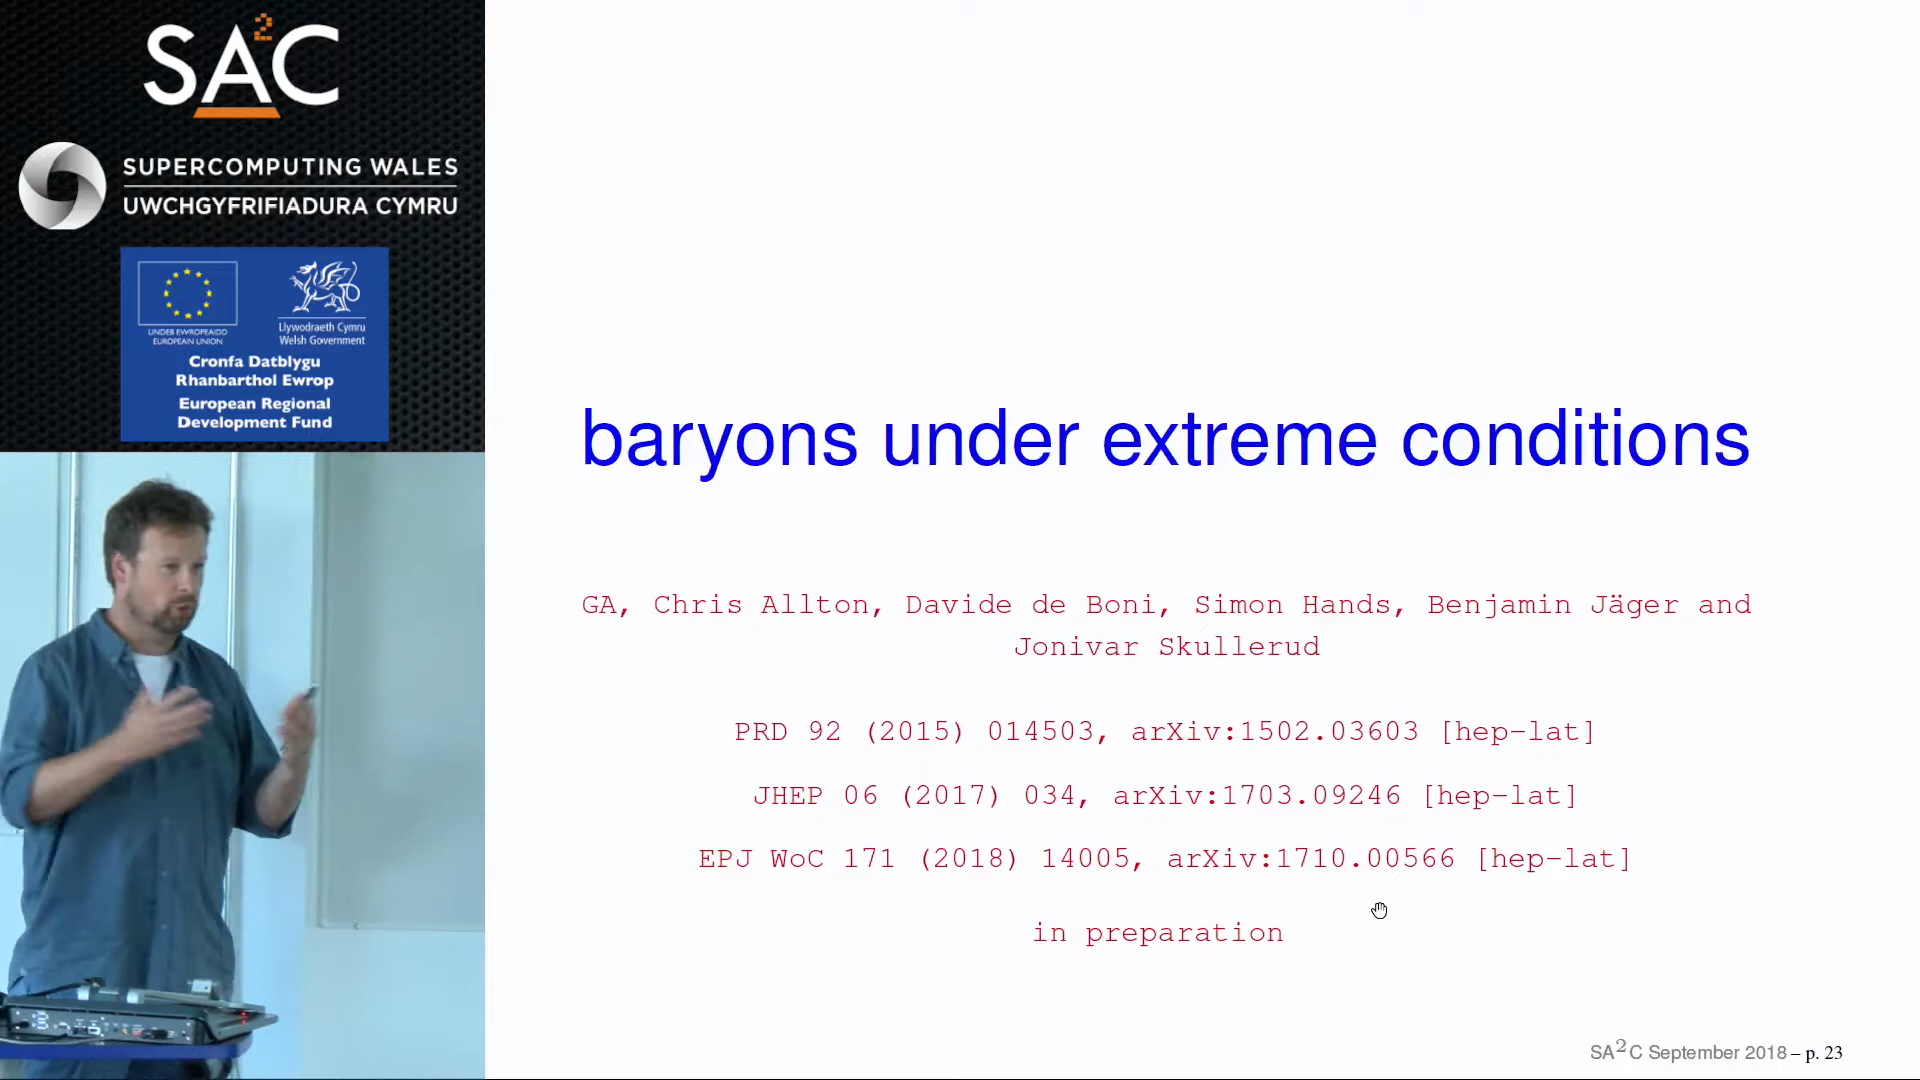 SA²C
SUPERCOMPUTING WALES
UWCHGYFRIFIADURA CYMRU
UNDEB EWROPEAIDD
EUROPEAN UNION
Llywodraeth Cymru
Welsh Government
Cronfa Datblygu
Rhanbarthol Ewrop
European Regional
Development Fund
baryons under extreme conditions
GA, Chris Allton, Davide de Boni, Simon Hands, Benjamin Jäger and
Jonivar Skullerud
PRD 92 (2015) 014503, arXiv:1502.03603 [hep-lat]
JHEP 06 (2017) 034, arXiv:1703.09246 [hep-lat]
EPJ WoC 171 (2018) 14005, arXiv:1710.00566 [hep-lat]
in preparation
SA²C September 2018 – p. 23